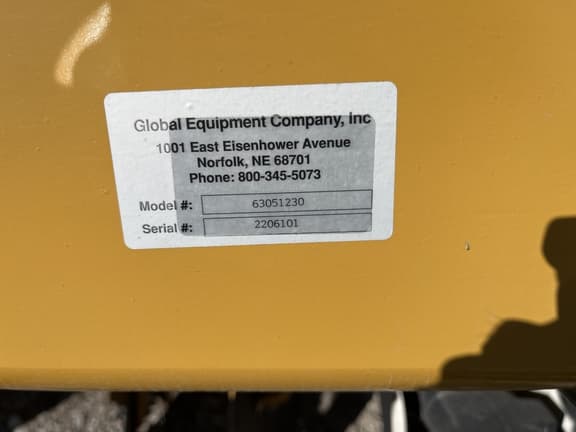 Global Equipment Company, Inc
1001 East Eisenhower Avenue
Norfolk, NE 68701
Phone: 800-345-5073
Model #: 63051230
Serial #: 2206101